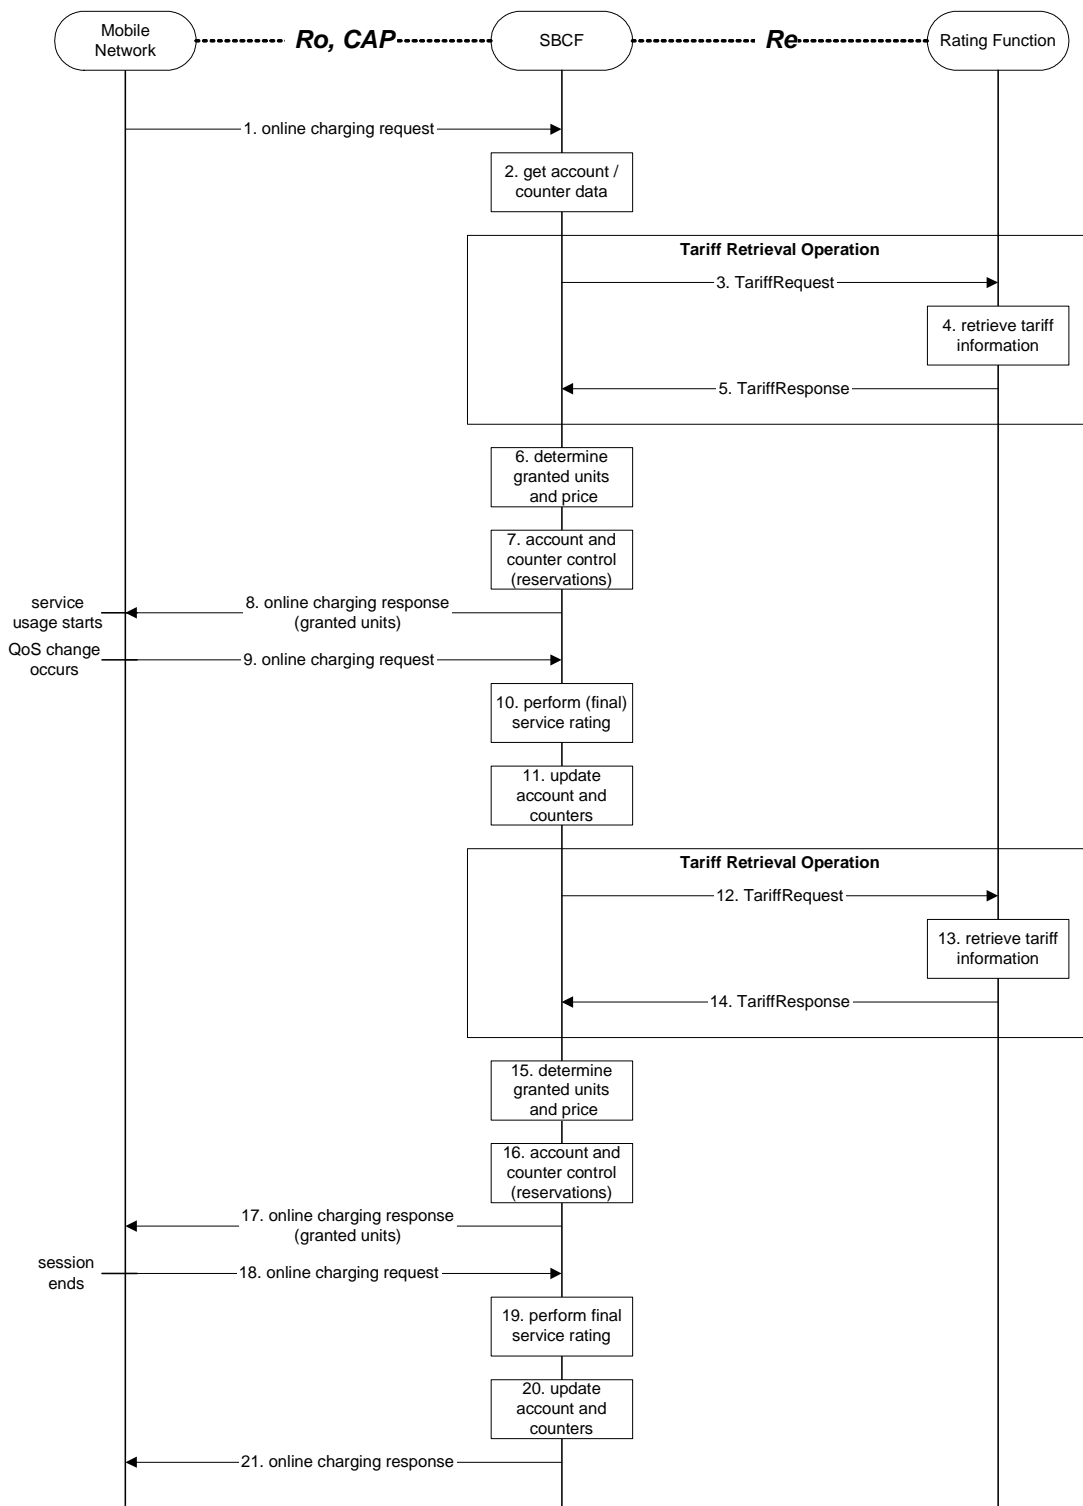 Mobile
Network
Ro, CAP
SBCF
Re
Rating Function
1. online charging request
2. get account /
counter data
Tariff Retrieval Operation
3. TariffRequest
4. retrieve tariff
information
5. TariffResponse
6. determine
granted units
and price
7. account and
counter control
(reservations)
service
usage starts
8. online charging response
(granted units)
QoS change
occurs
9. online charging request
10. perform (final)
service rating
11. update
account and
counters
Tariff Retrieval Operation
12. TariffRequest
13. retrieve tariff
information
14. TariffResponse
15. determine
granted units
and price
16. account and
counter control
(reservations)
17. online charging response
(granted units)
session
ends
18. online charging request
19. perform final
service rating
20. update
account and
counters
21. online charging response